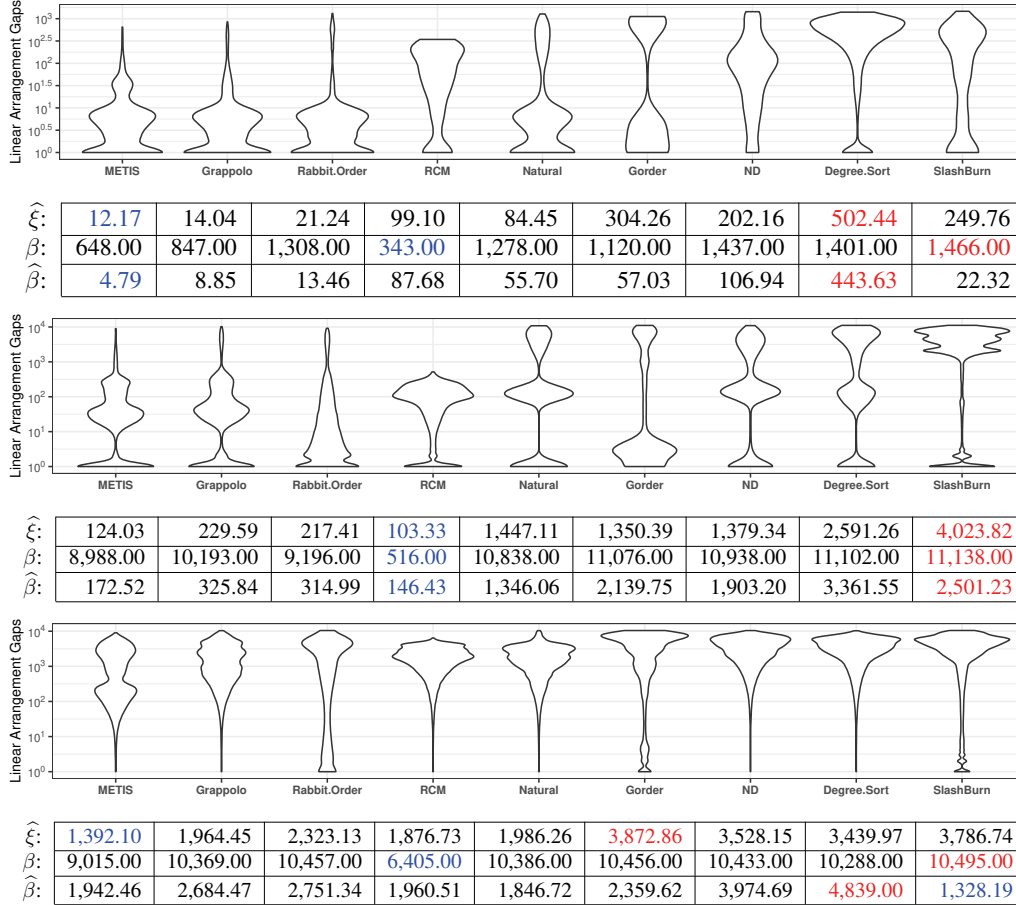 Linear Arrangement Gaps
10^3
10^2.5
10^2
10^1.5
10^1
10^0.5
10^0
METIS Grappolo Rabbit.Order RCM Natural Gorder ND Degree.Sort SlashBurn
ξ̂: 12.17 14.04 21.24 99.10 84.45 304.26 202.16 502.44 249.76
β: 648.00 847.00 1,308.00 343.00 1,278.00 1,120.00 1,437.00 1,401.00 1,466.00
β̂: 4.79 8.85 13.46 87.68 55.70 57.03 106.94 443.63 22.32
Linear Arrangement Gaps
10^4
10^3
10^2
10^1
10^0
METIS Grappolo Rabbit.Order RCM Natural Gorder ND Degree.Sort SlashBurn
ξ̂: 124.03 229.59 217.41 103.33 1,447.11 1,350.39 1,379.34 2,591.26 4,023.82
β: 8,988.00 10,193.00 9,196.00 516.00 10,838.00 11,076.00 10,938.00 11,102.00 11,138.00
β̂: 172.52 325.84 314.99 146.43 1,346.06 2,139.75 1,903.20 3,361.55 2,501.23
Linear Arrangement Gaps
10^4
10^3
10^2
10^1
10^0
METIS Grappolo Rabbit.Order RCM Natural Gorder ND Degree.Sort SlashBurn
ξ̂: 1,392.10 1,964.45 2,323.13 1,876.73 1,986.26 3,872.86 3,528.15 3,439.97 3,786.74
β: 9,015.00 10,369.00 10,457.00 6,405.00 10,386.00 10,456.00 10,433.00 10,288.00 10,495.00
β̂: 1,942.46 2,684.47 2,751.34 1,960.51 1,846.72 2,359.62 3,974.69 4,839.00 1,328.19